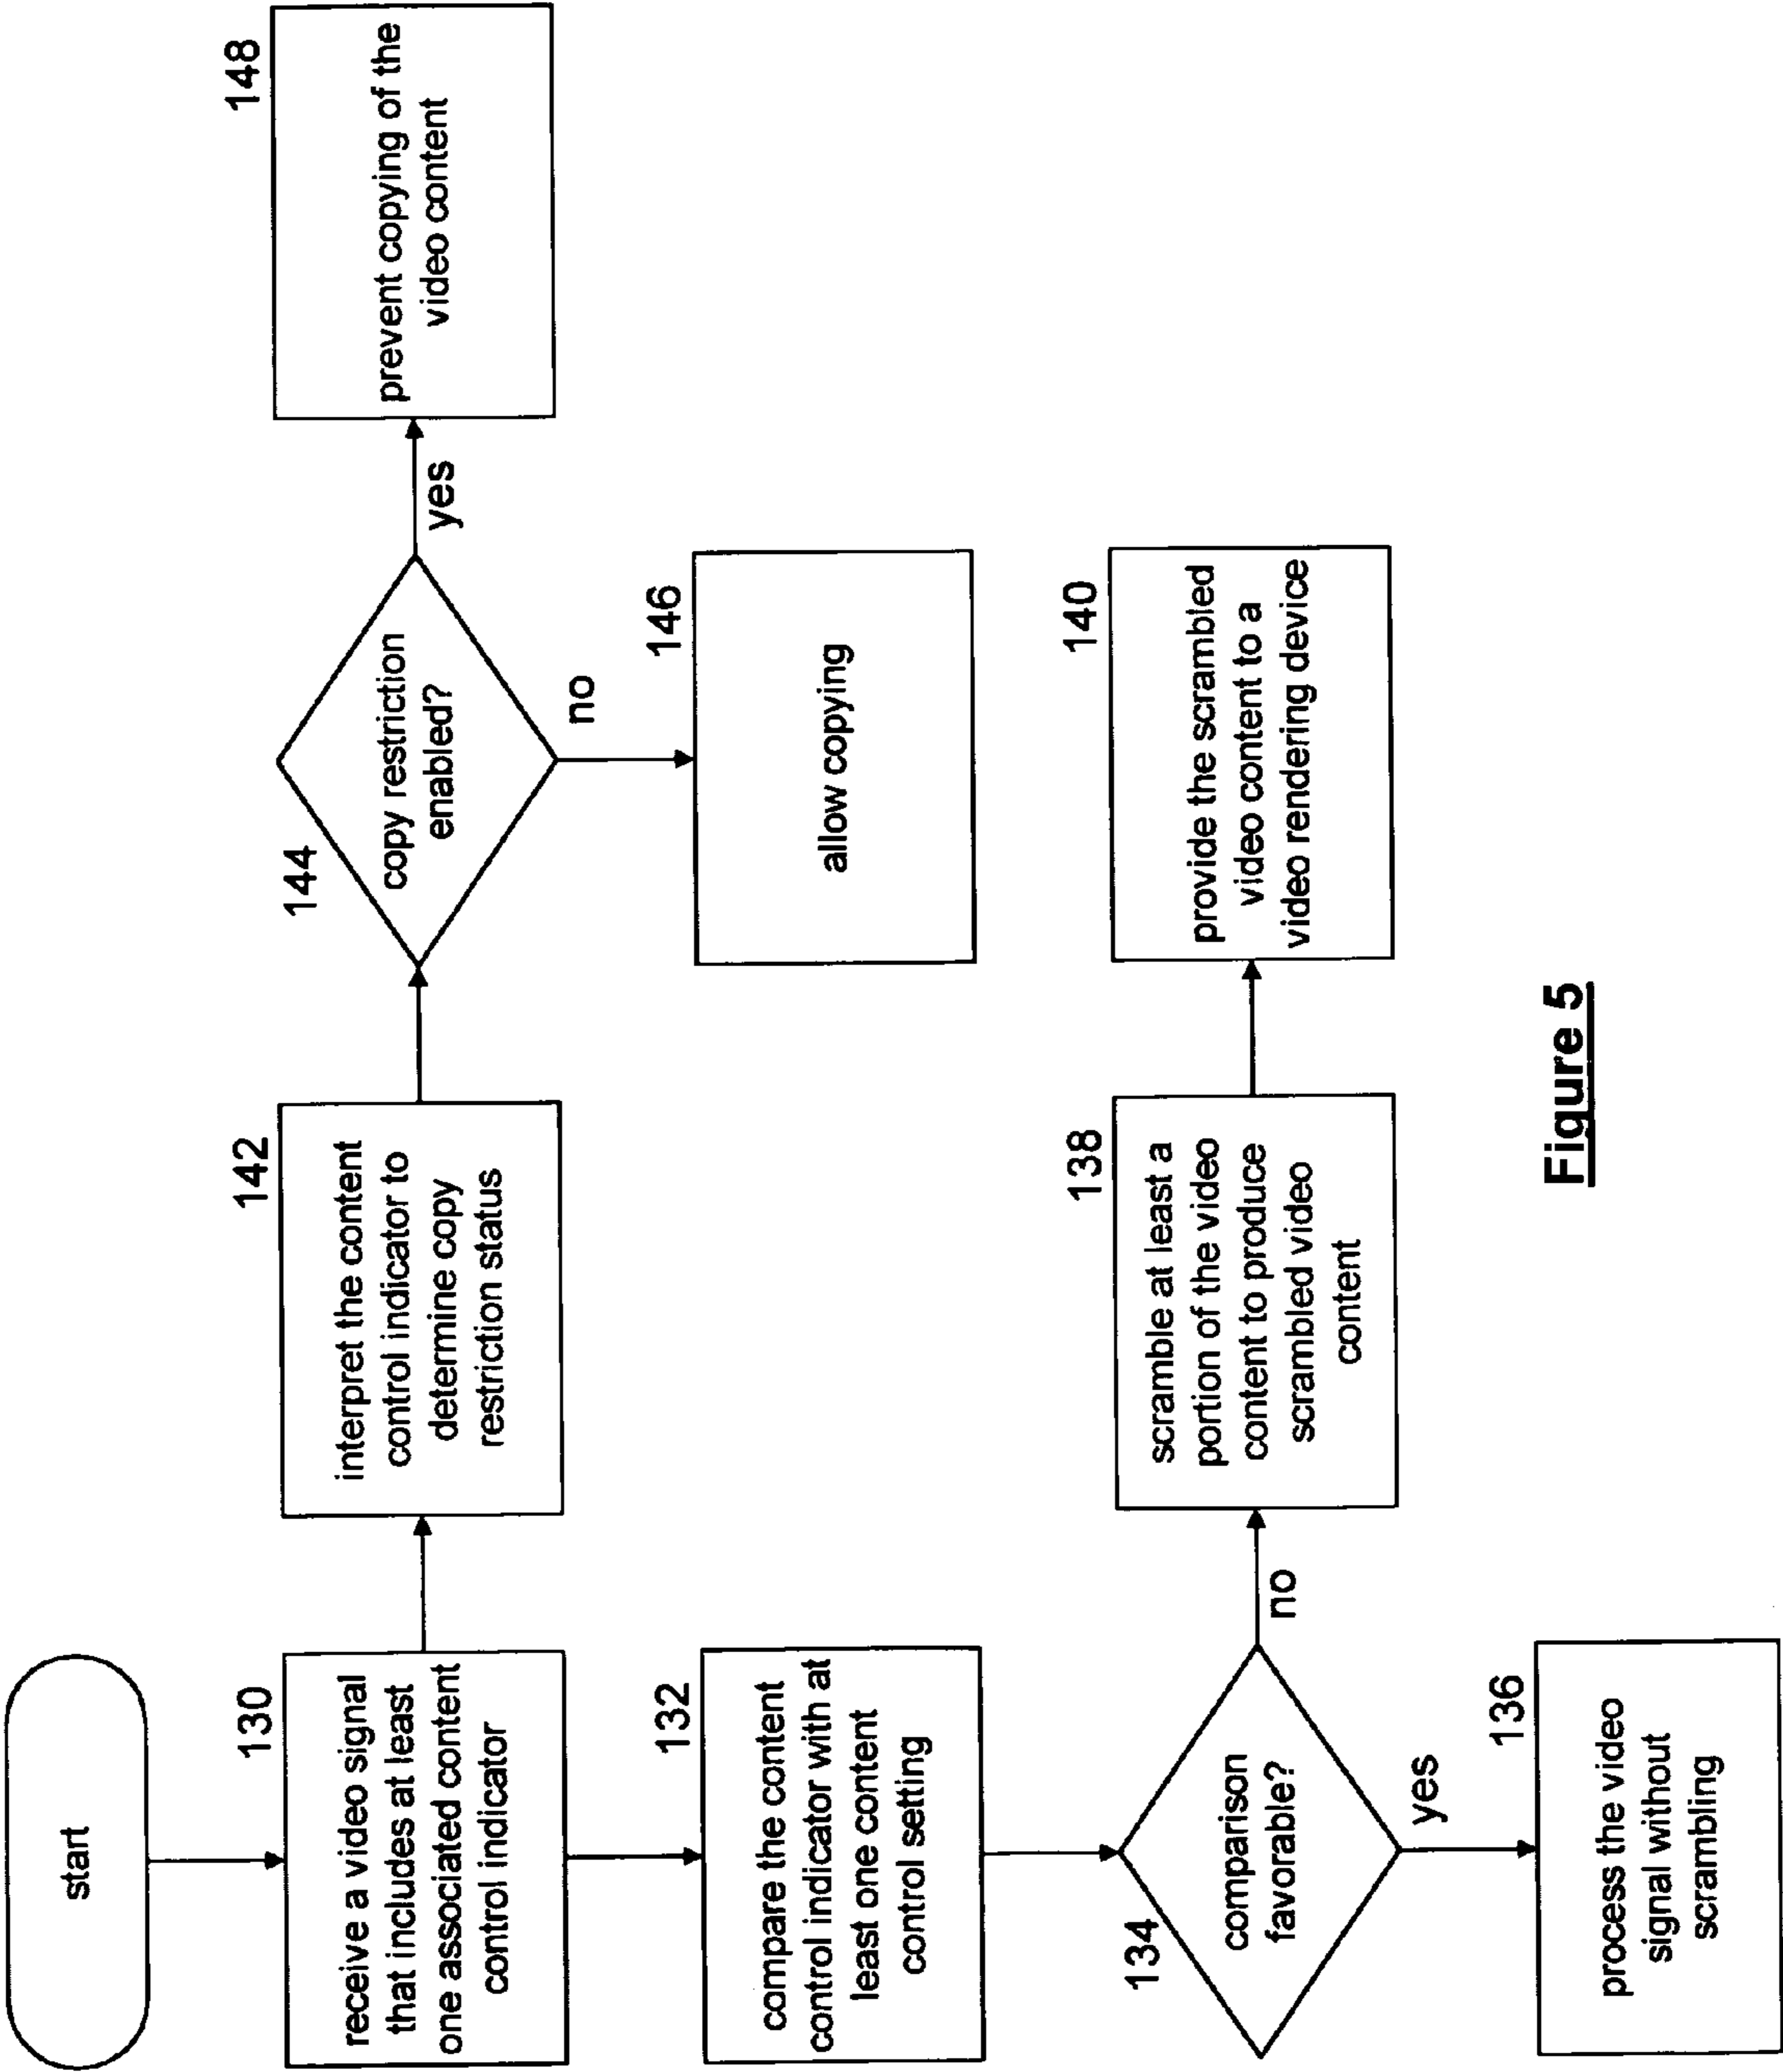 start
130
receive a video signal
that includes at least
one associated content
control indicator
132
compare the content
control indicator with at
least one content
control setting
134
comparison
favorable?
yes
136
process the video
signal without
scrambling
no
138
scramble at least a
portion of the video
content to produce
scrambled video
content
140
provide the scrambled
video content to a
video rendering device
142
interpret the content
control indicator to
determine copy
restriction status
144
copy restriction
enabled?
no
146
allow copying
yes
148
prevent copying of the
video content
Figure 5